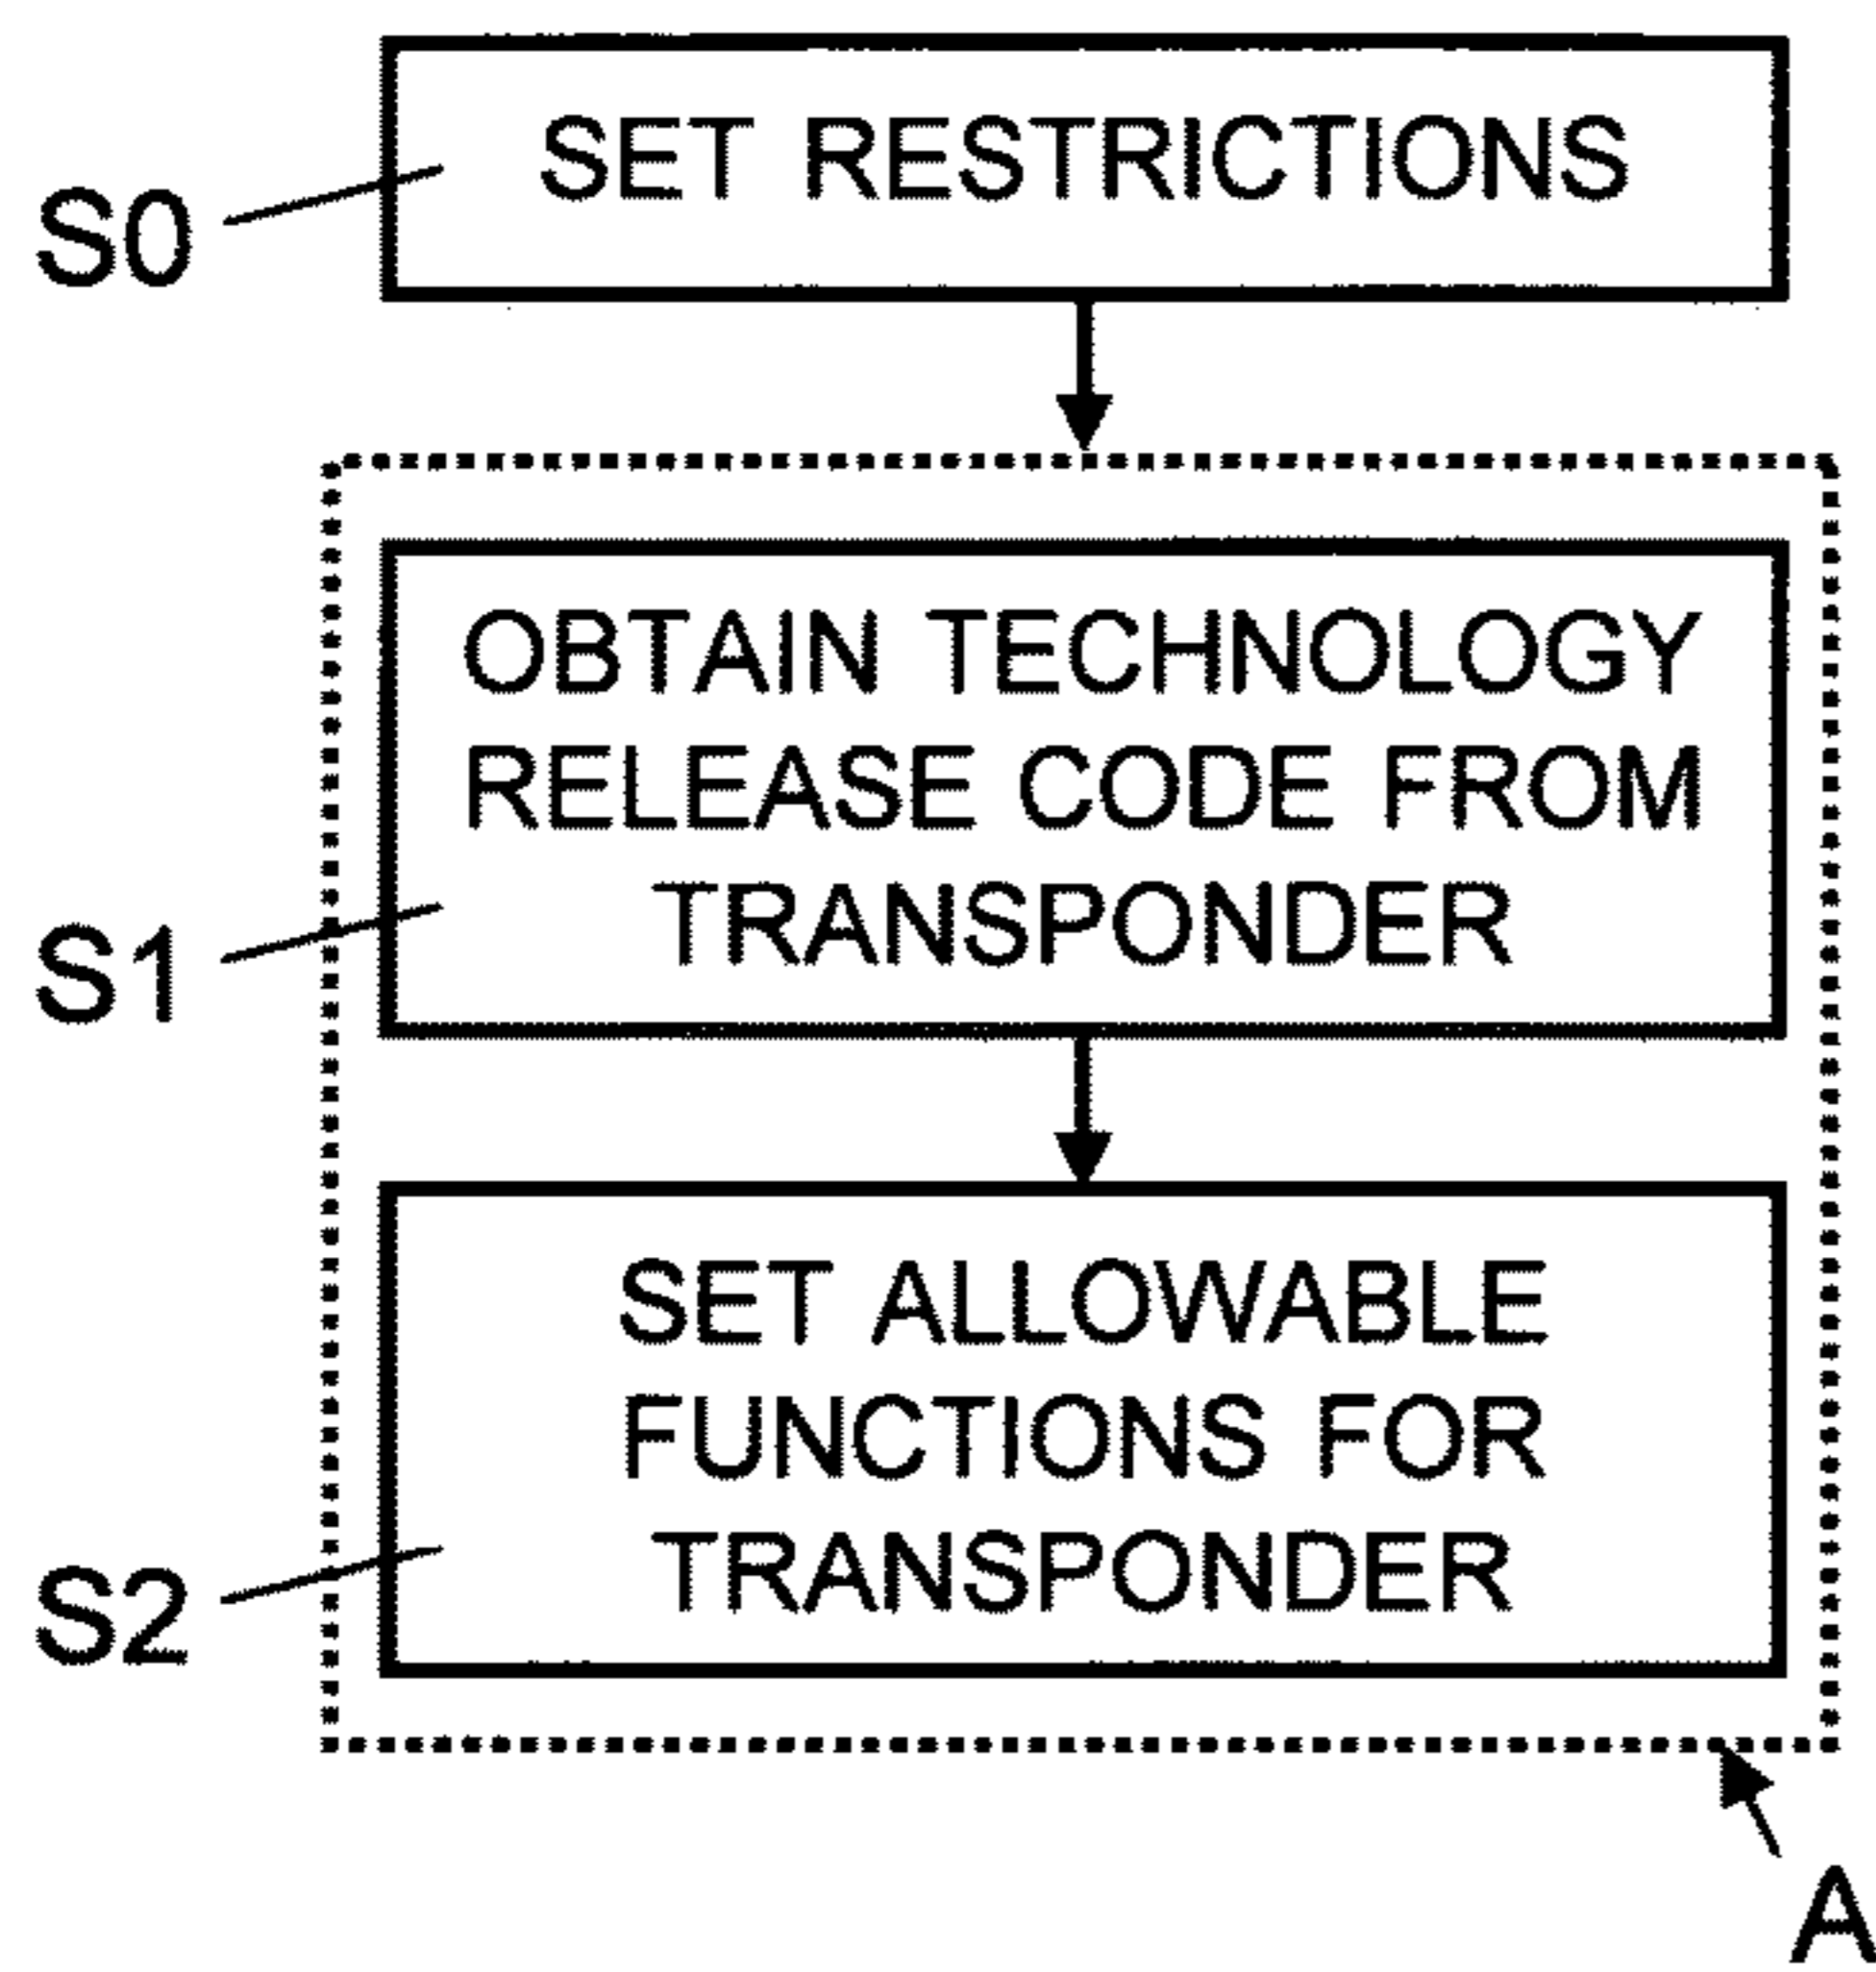 SET RESTRICTIONS
S0
OBTAIN TECHNOLOGY
RELEASE CODE FROM
TRANSPONDER
S1
SET ALLOWABLE
FUNCTIONS FOR
TRANSPONDER
S2
A